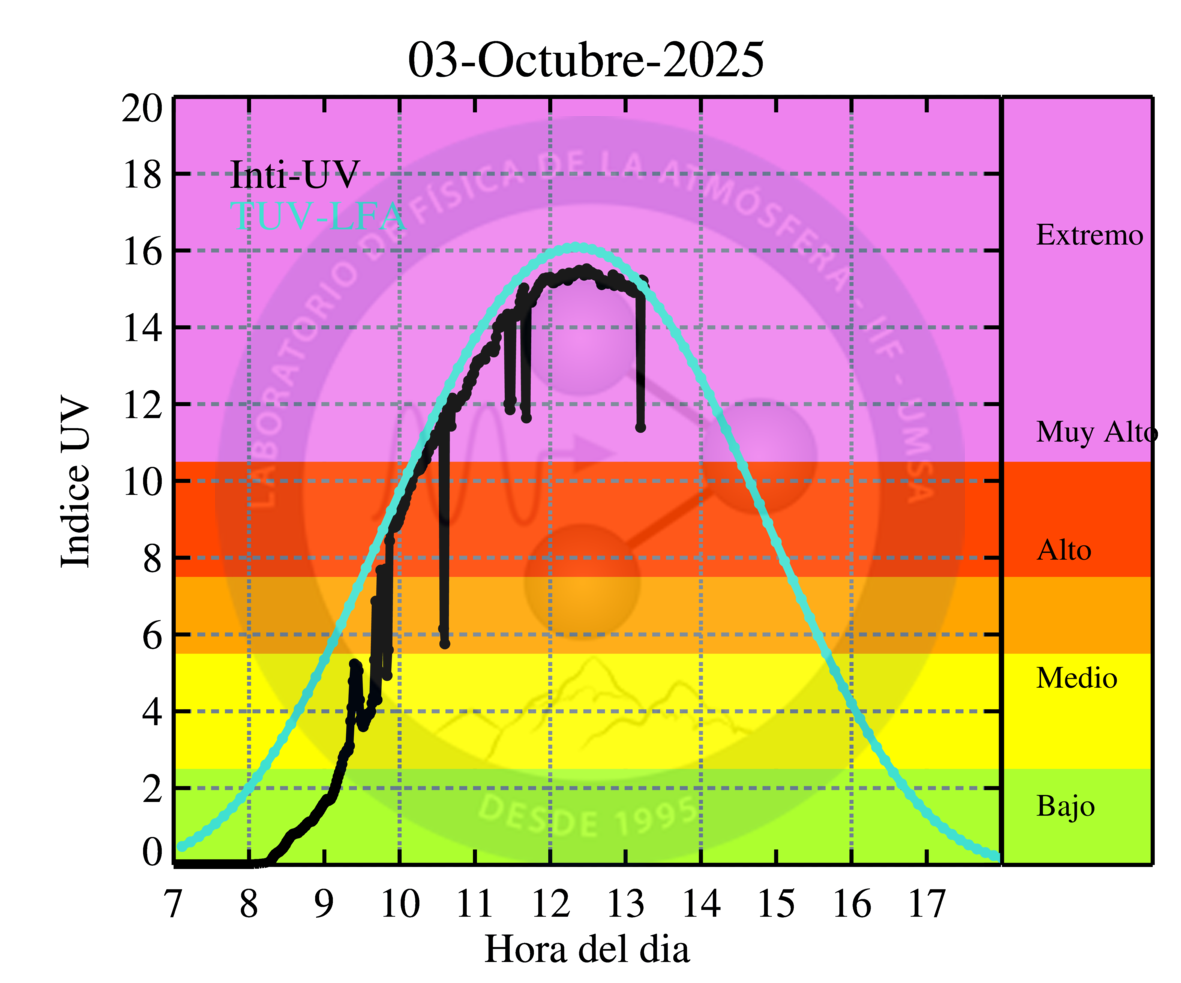 03-Octubre-2025
20
18
16
14
12
10
8
6
4
2
0
Indice UV
Inti-UV
TUV-LFA
LABORATORIO DE FÍSICA DE LA ATMÓSFERA - IIF - UMSA
DESDE 1995
Extremo
Muy Alto
Alto
Medio
Bajo
7 8 9 10 11 12 13 14 15 16 17
Hora del dia